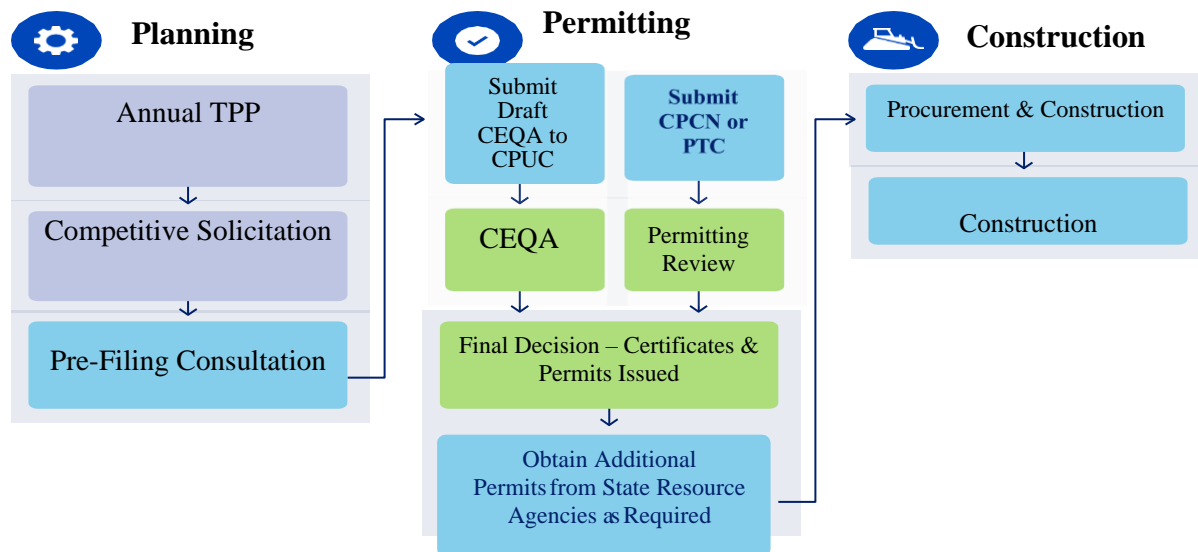 Planning
Annual TPP
Competitive Solicitation
Pre-Filing Consultation
Permitting
Submit
Draft
CEQA to
CPUC
Submit
CPCN or
PTC
CEQA
Permitting
Review
Final Decision – Certificates &
Permits Issued
Obtain Additional
Permits from State Resource
Agencies as Required
Construction
Procurement & Construction
Construction